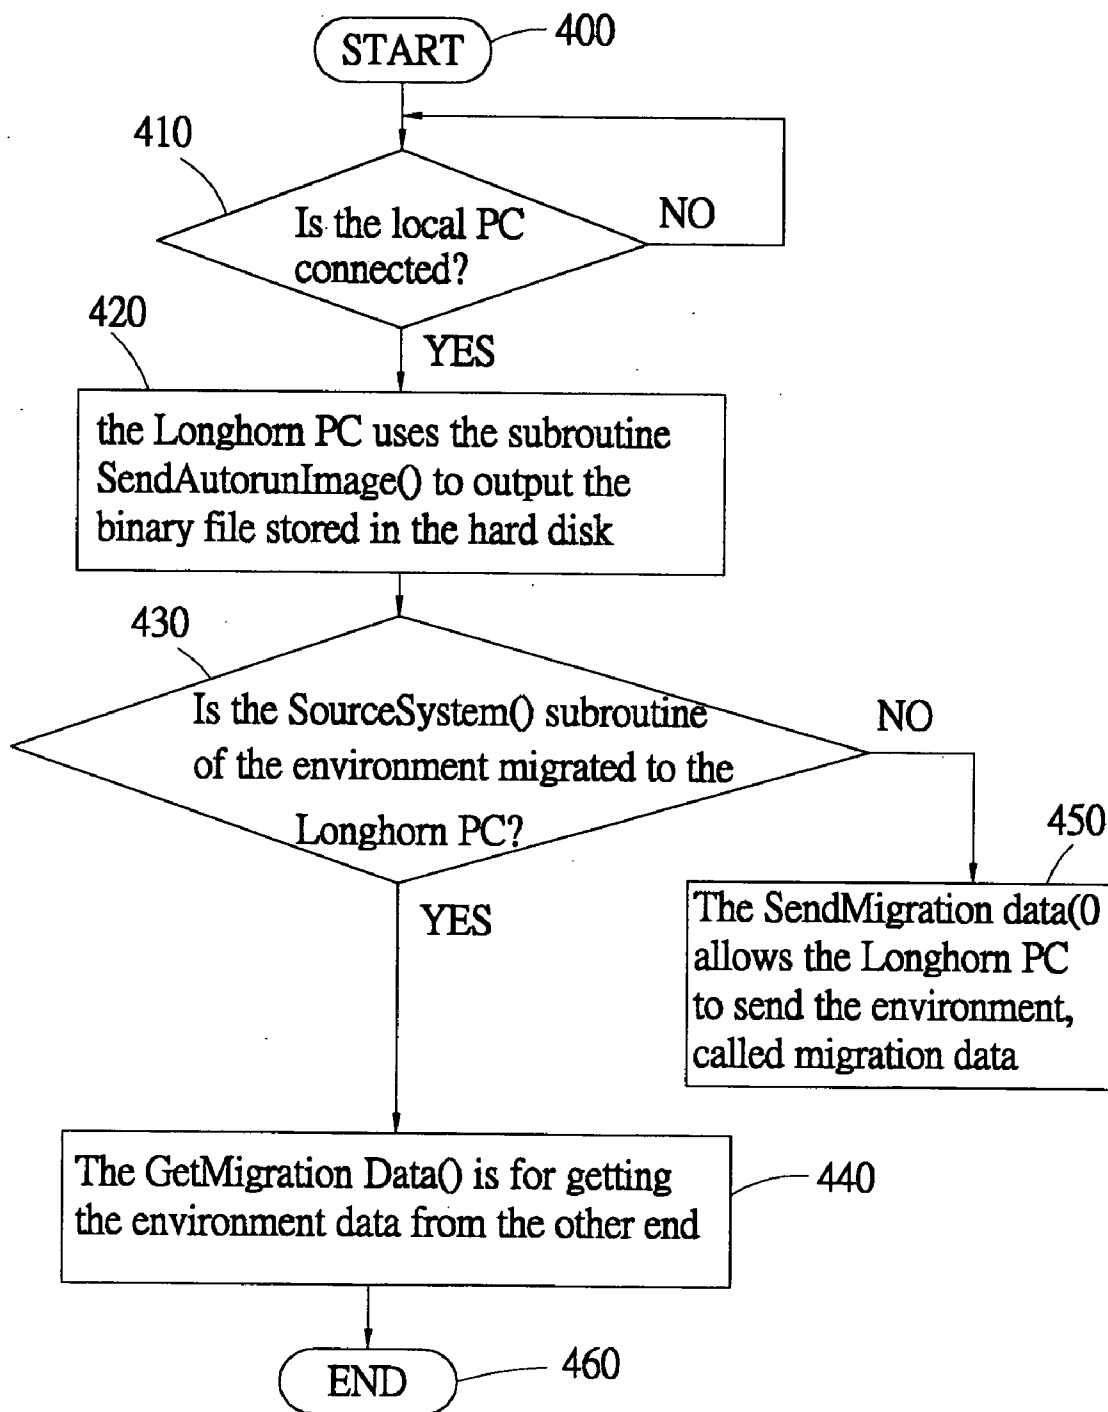 START
400
410
Is the local PC
connected?
NO
420
YES
the Longhorn PC uses the subroutine
SendAutorunImage() to output the
binary file stored in the hard disk
430
Is the SourceSystem() subroutine
of the environment migrated to the
Longhorn PC?
NO
450
YES
The SendMigration data(0
allows the Longhorn PC
to send the environment,
called migration data
The GetMigration Data() is for getting
the environment data from the other end
440
END
460